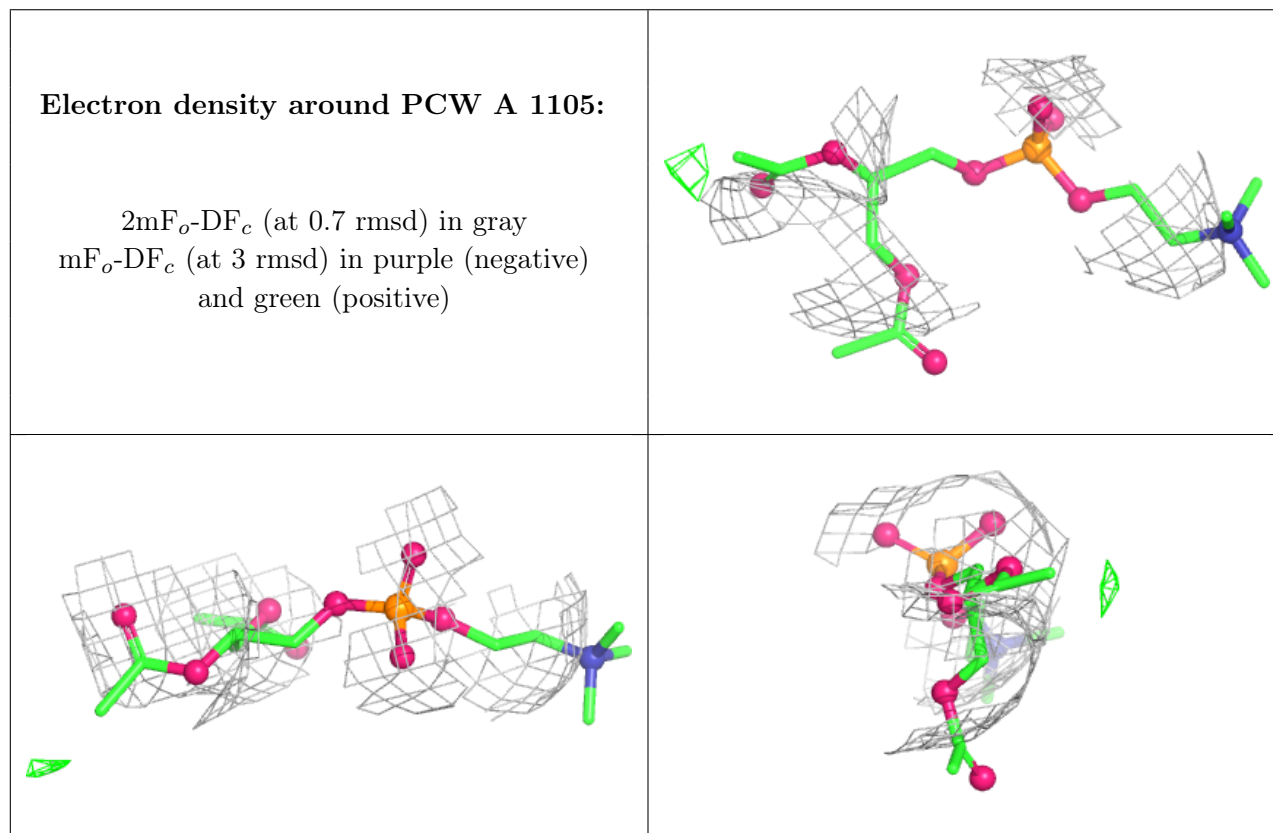 Electron density around PCW A 1105:
2mFo-DFc (at 0.7 rmsd) in gray
mFo-DFc (at 3 rmsd) in purple (negative)
and green (positive)